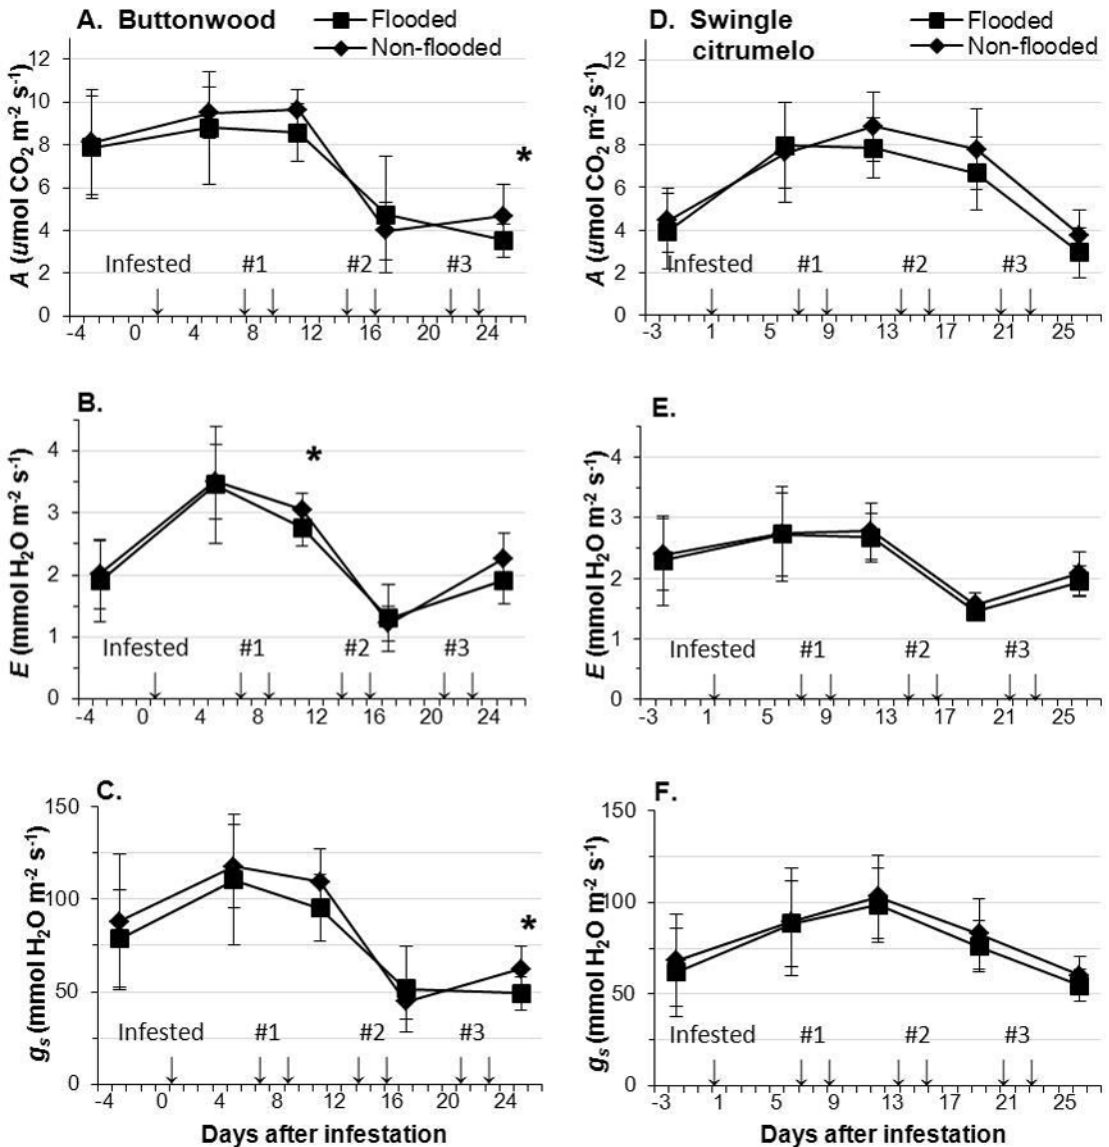 A. Buttonwood
Flooded
Non-flooded
A (umol CO2 m-2 s-1)
12
10
8
6
4
2
0
*
Infested #1 #2 #3
-4 0 4 8 12 16 20 24
D. Swingle
citrumelo
Flooded
Non-flooded
A (umol CO2 m-2 s-1)
12
10
8
6
4
2
0
Infested #1 #2 #3
-3 1 5 9 13 17 21 25
B.
E (mmol H2O m-2 s-1)
4
3
2
1
0
*
Infested #1 #2 #3
-4 0 4 8 12 16 20 24
E.
E (mmol H2O m-2 s-1)
4
3
2
1
0
Infested #1 #2 #3
-3 1 5 9 13 17 21 25
C.
gs (mmol H2O m-2 s-1)
150
100
50
0
*
Infested #1 #2 #3
-4 0 4 8 12 16 20 24
Days after infestation
F.
gs (mmol H2O m-2 s-1)
150
100
50
0
Infested #1 #2 #3
-3 1 5 9 13 17 21 25
Days after infestation